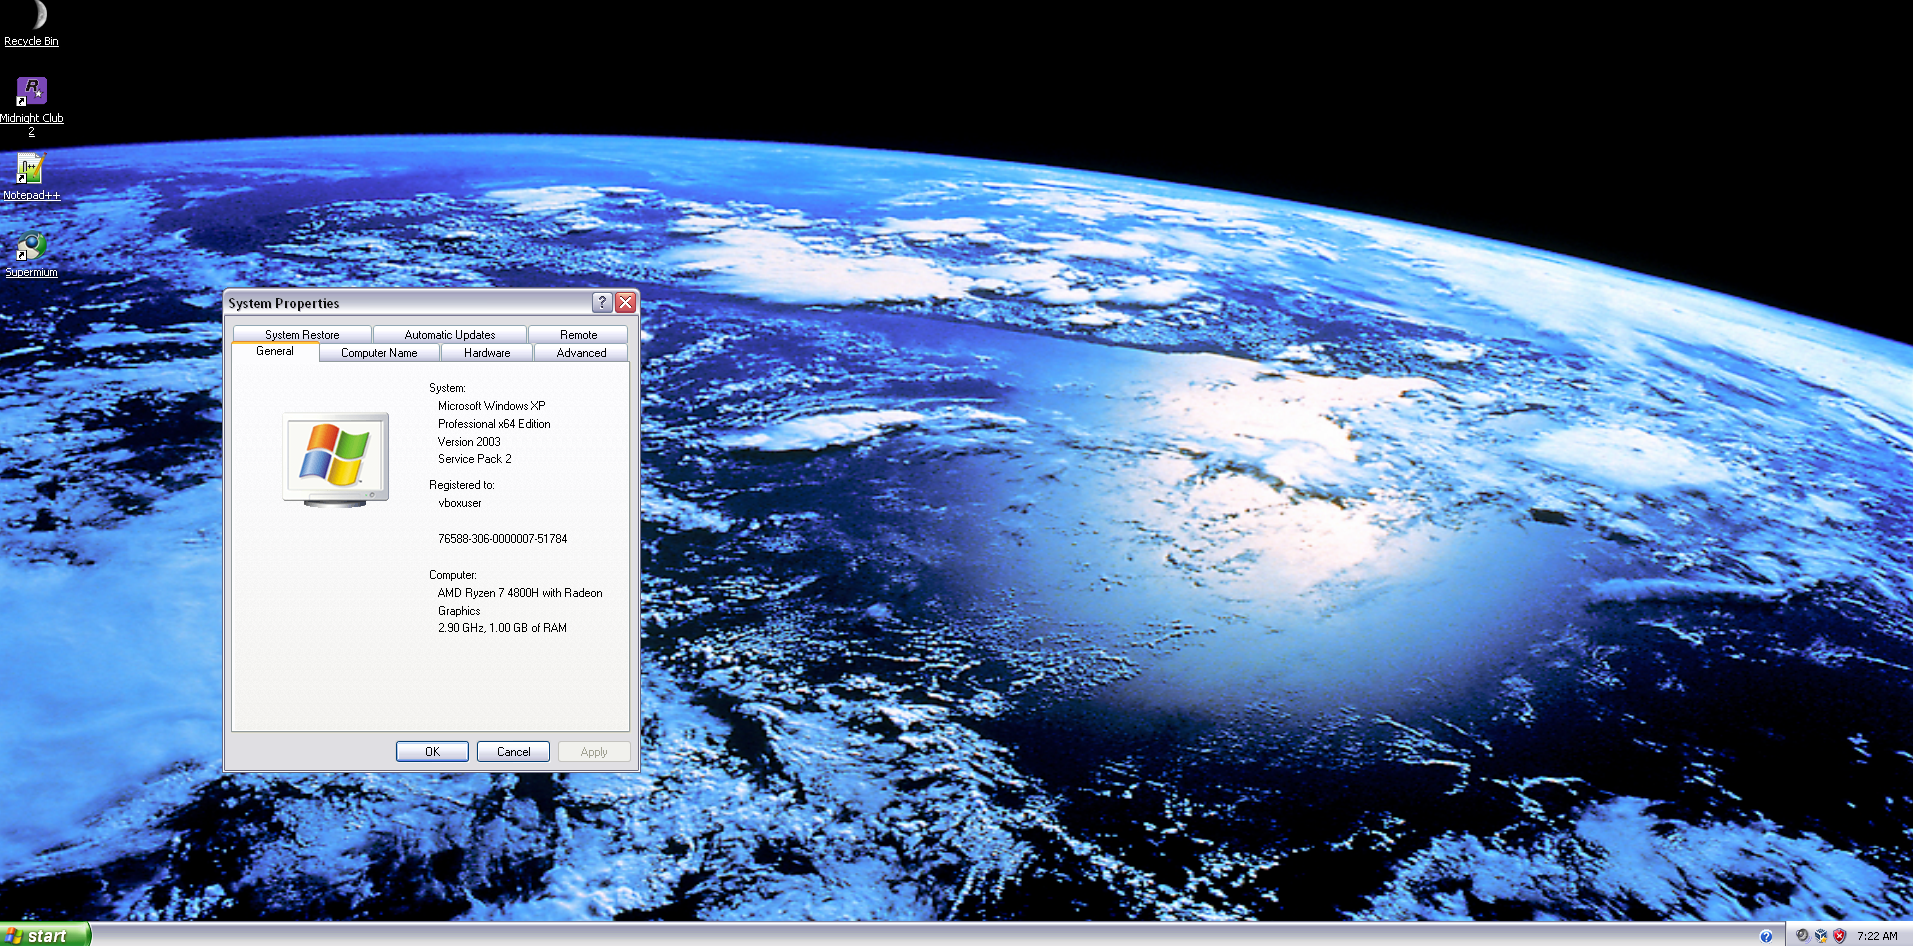 Recycle Bin
Midnight Club
2
Notepad++
Supermium
System Properties
System Restore
Automatic Updates
Remote
General
Computer Name
Hardware
Advanced
System:
Microsoft Windows XP
Professional x64 Edition
Version 2003
Service Pack 2
Registered to:
vboxuser
76588-306-0000007-51784
Computer:
AMD Ryzen 7 4800H with Radeon
Graphics
2.90 GHz, 1.00 GB of RAM
OK
Cancel
Apply
start
7:22 AM